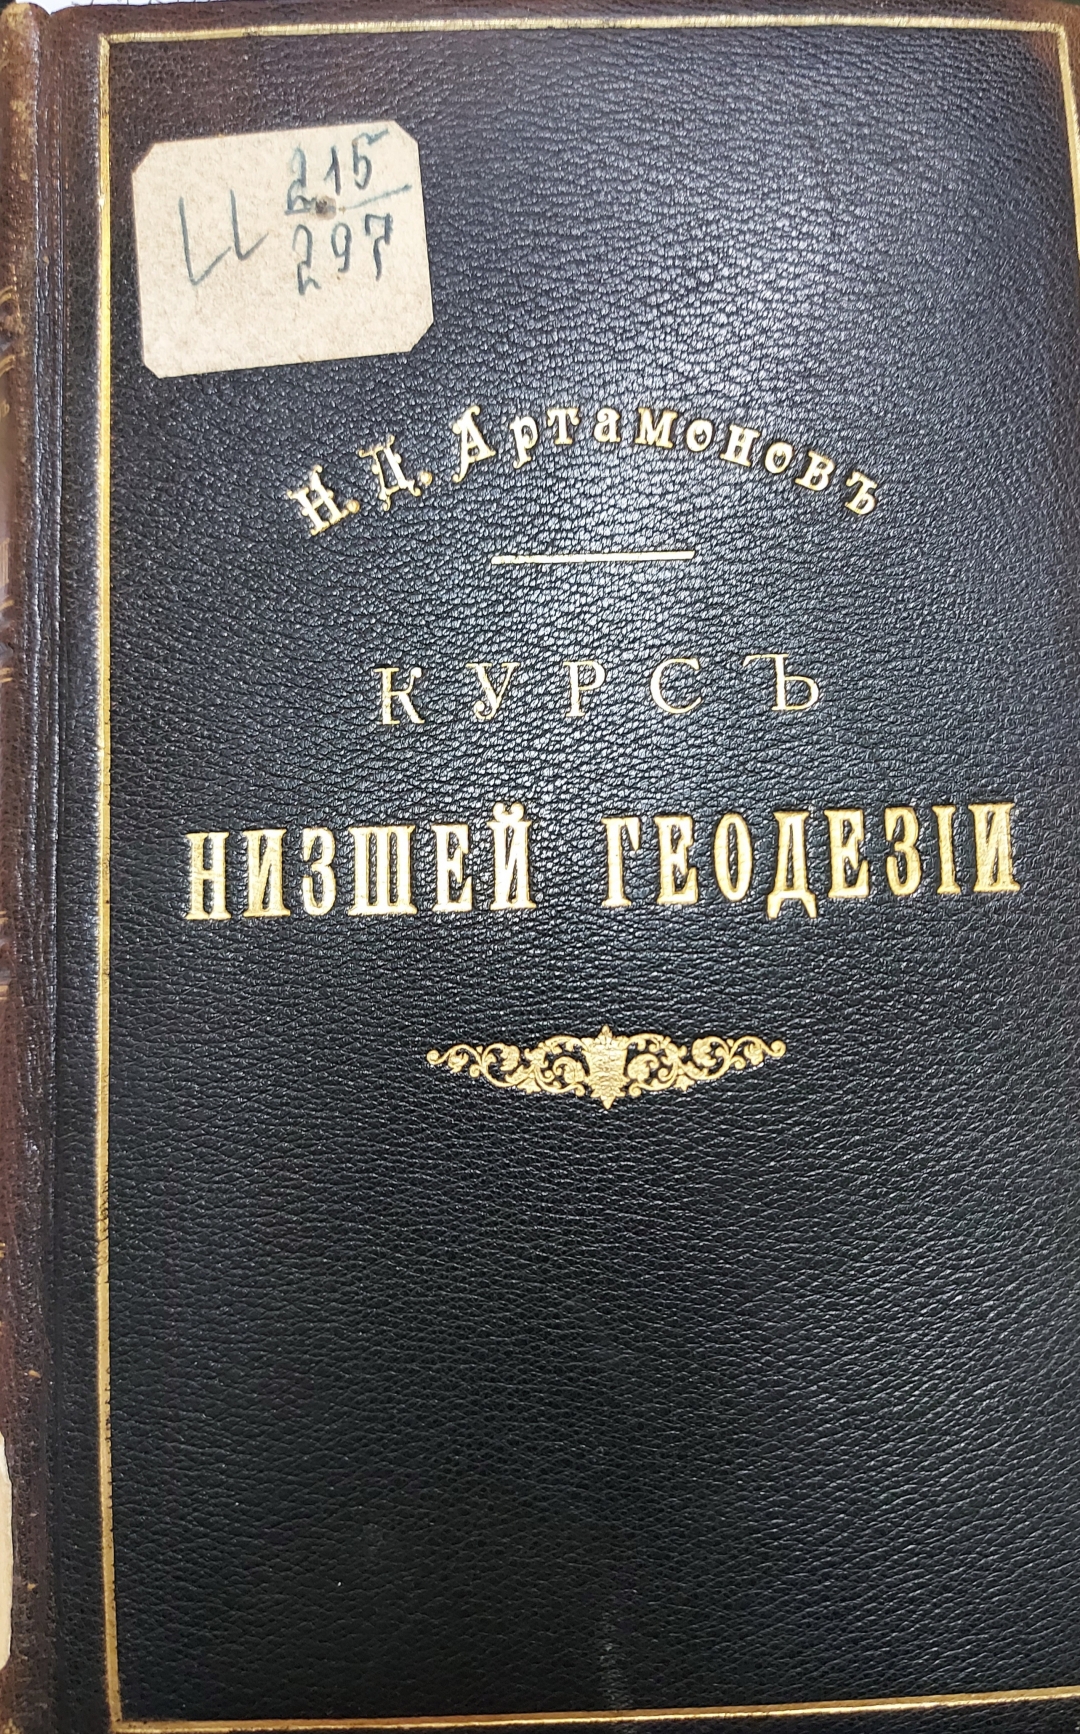 Ц 215
297
Н. Д. Артамоновъ
КУРСЪ
НИЗШЕЙ ГЕОДЕЗІИ